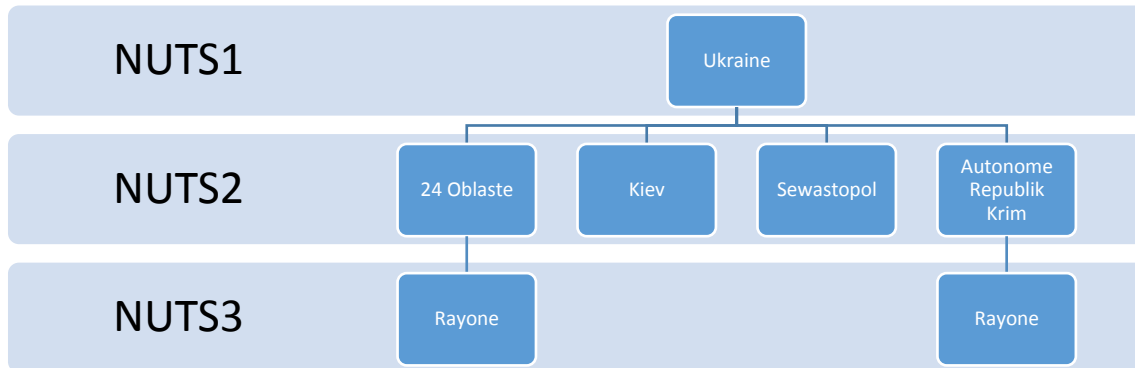 NUTS1
Ukraine
NUTS2
24 Oblaste
Kiev
Sewastopol
Autonome
Republik
Krim
NUTS3
Rayone
Rayone